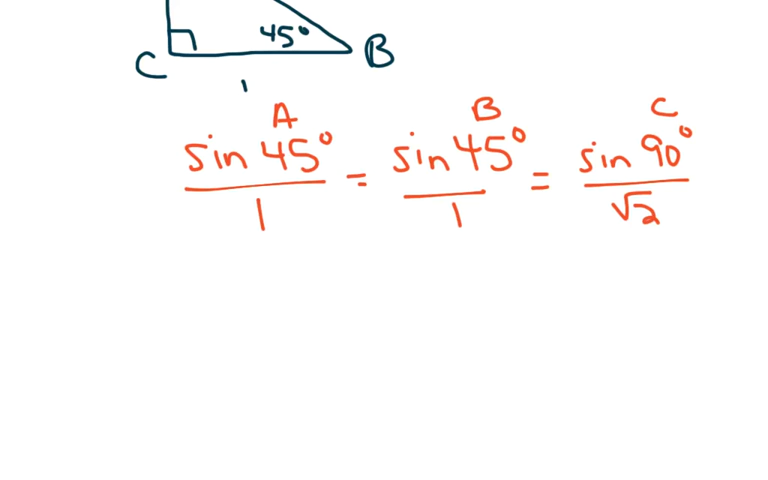 45°
C B
1
A B C
sin 45° = sin 45° = sin 90°
1 1 √2